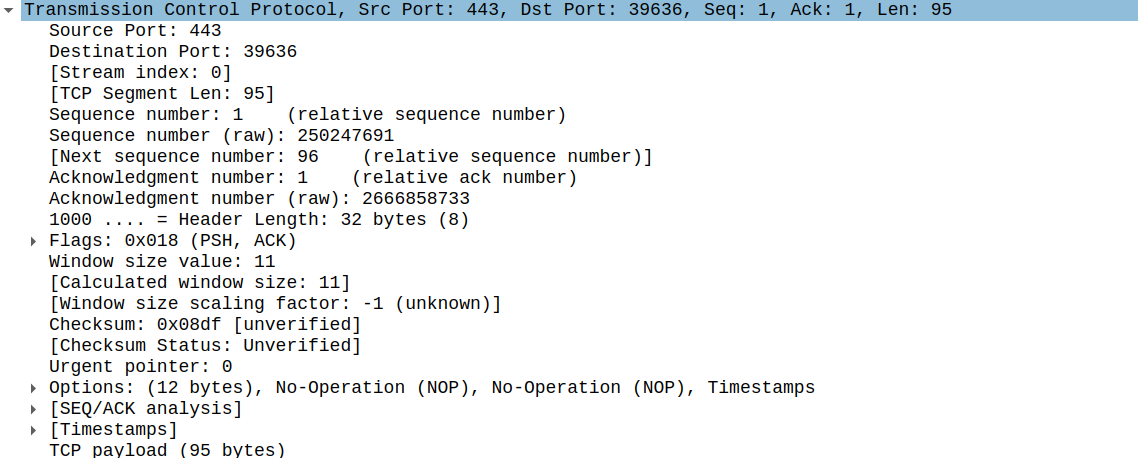 Transmission Control Protocol, Src Port: 443, Dst Port: 39636, Seq: 1, Ack: 1, Len: 95
Source Port: 443
Destination Port: 39636
[Stream index: 0]
[TCP Segment Len: 95]
Sequence number: 1    (relative sequence number)
Sequence number (raw): 250247691
[Next sequence number: 96    (relative sequence number)]
Acknowledgment number: 1    (relative ack number)
Acknowledgment number (raw): 2666858733
1000 .... = Header Length: 32 bytes (8)
Flags: 0x018 (PSH, ACK)
Window size value: 11
[Calculated window size: 11]
[Window size scaling factor: -1 (unknown)]
Checksum: 0x08df [unverified]
[Checksum Status: Unverified]
Urgent pointer: 0
Options: (12 bytes), No-Operation (NOP), No-Operation (NOP), Timestamps
[SEQ/ACK analysis]
[Timestamps]
TCP payload (95 bytes)